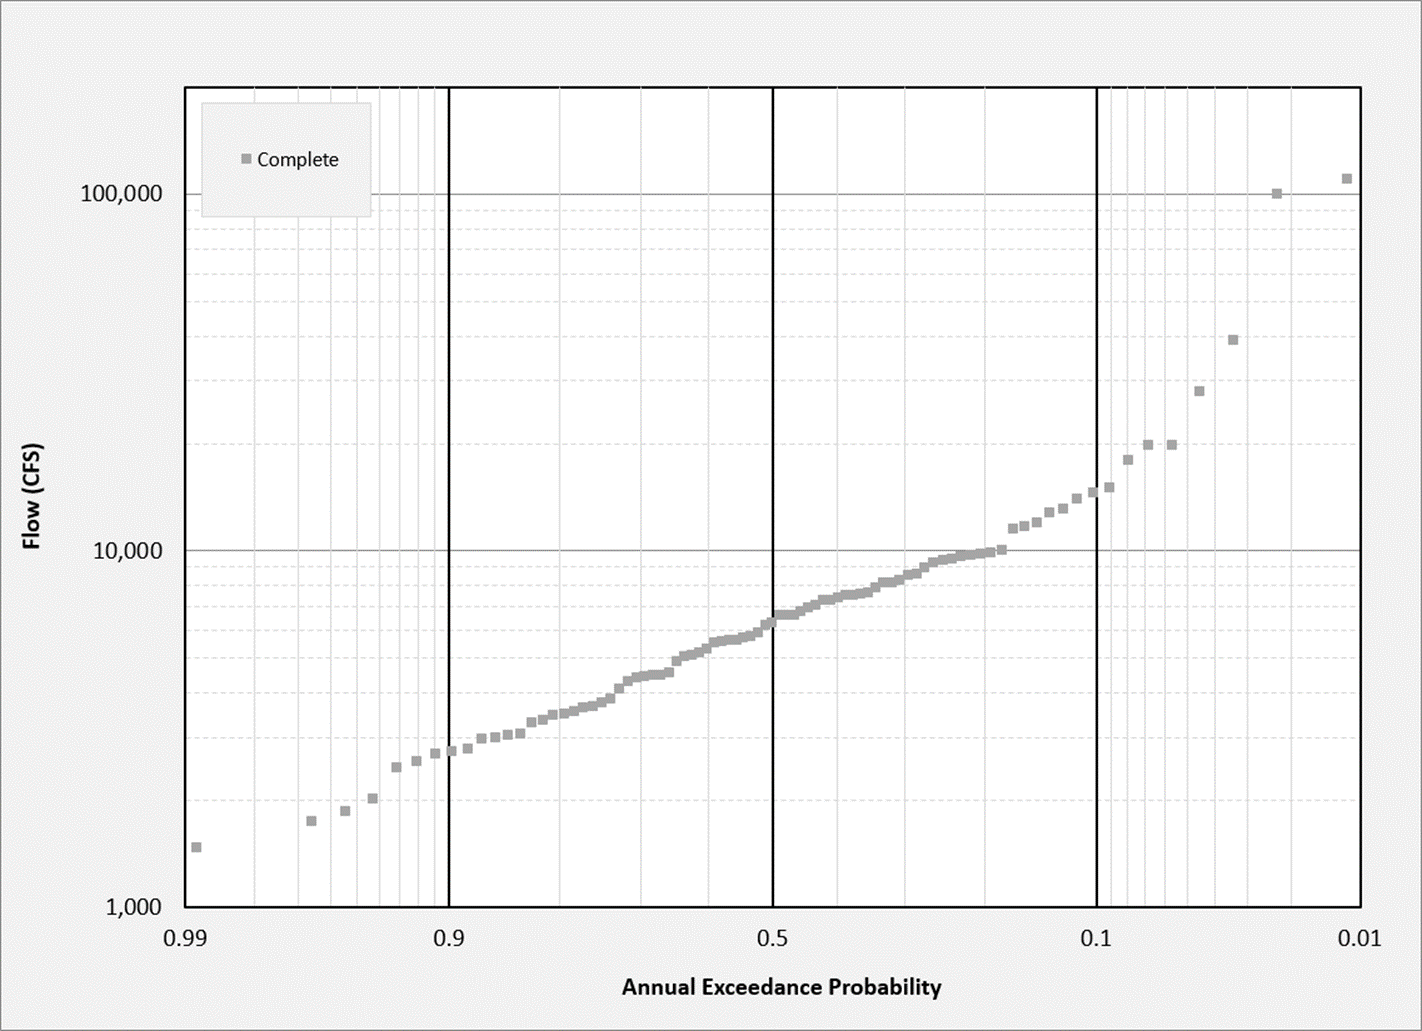 Complete
100,000
10,000
1,000
Flow (CFS)
0.99 0.9 0.5 0.1 0.01
Annual Exceedance Probability